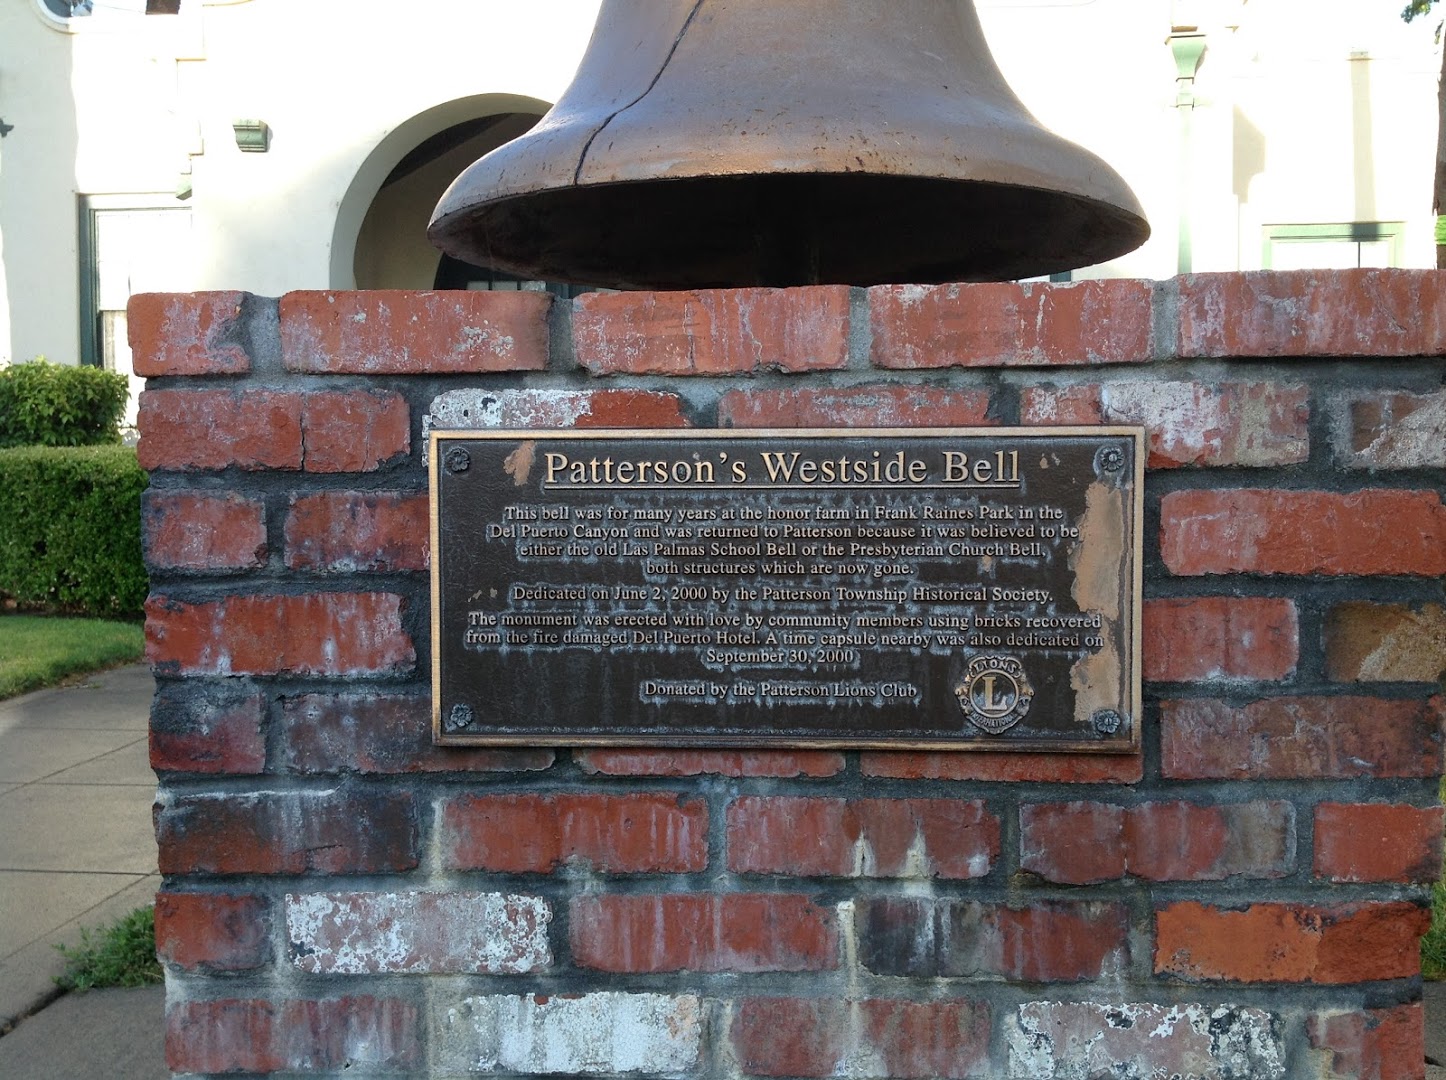 Patterson's Westside Bell
This bell was for many years at the honor farm in Frank Raines Park in the
Del Puerto Canyon and was returned to Patterson because it was believed to be
either the old Las Palmas School Bell or the Presbyterian Church Bell,
both structures which are now gone.
Dedicated on June 2, 2000 by the Patterson Township Historical Society.
The monument was erected with love by community members using bricks recovered
from the fire damaged Del Puerto Hotel. A time capsule nearby was also dedicated on
September 30, 2000
Donated by the Patterson Lions Club
LIONS
L
INTERNATIONAL